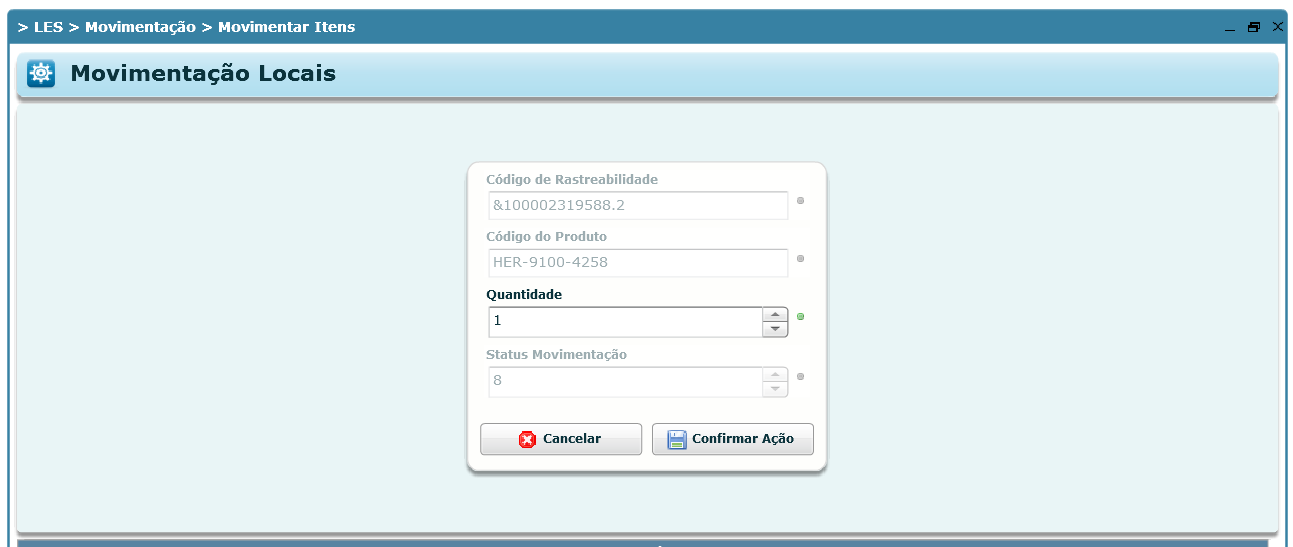 > LES > Movimentação > Movimentar Itens
Movimentação Locais
Código de Rastreabilidade
&100002319588.2
Código do Produto
HER-9100-4258
Quantidade
1
Status Movimentação
8
Cancelar
Confirmar Ação